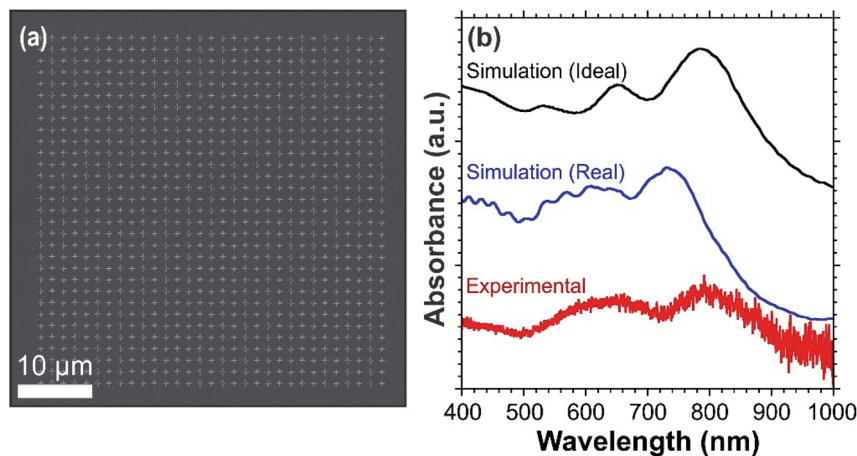 (a)
10 µm
(b)
Simulation (Ideal)
Simulation (Real)
Experimental
Absorbance (a.u.)
400 500 600 700 800 900 1000
Wavelength (nm)